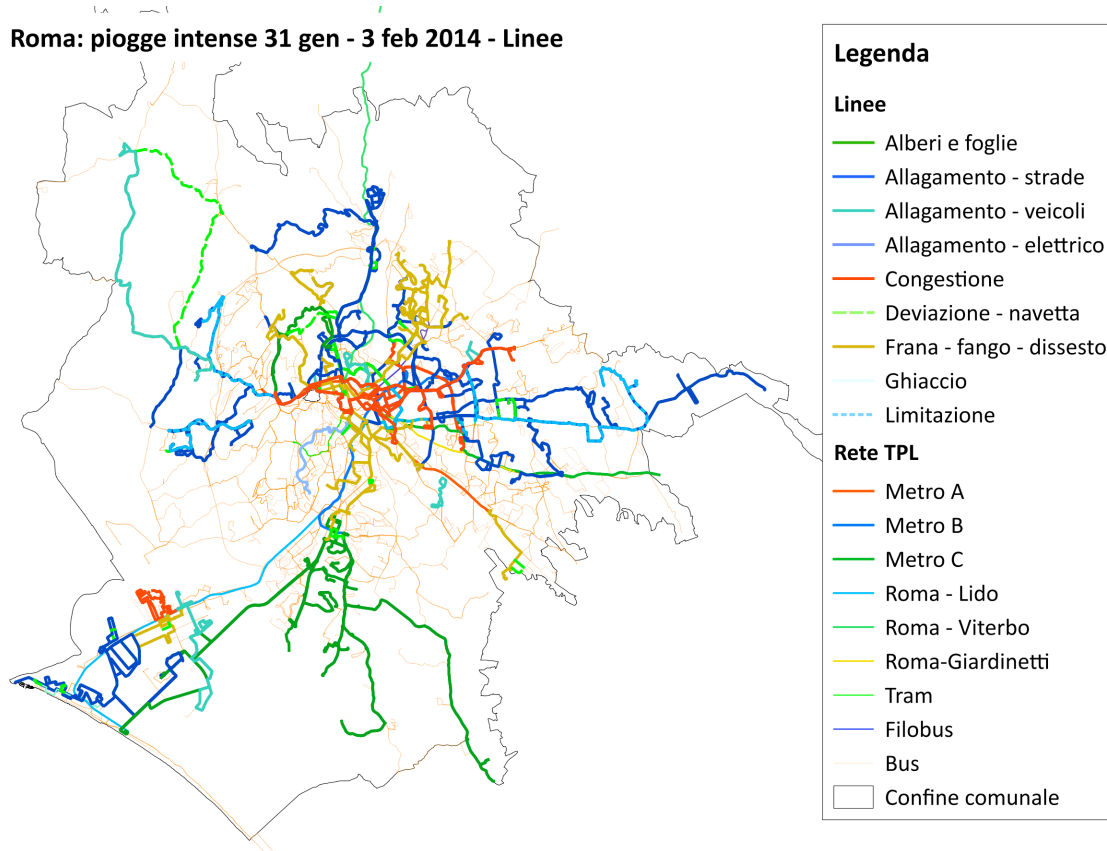 Roma: piogge intense 31 gen - 3 feb 2014 - Linee
Legenda
Linee
Alberi e foglie
Allagamento - strade
Allagamento - veicoli
Allagamento - elettrico
Congestione
Deviazione - navetta
Frana - fango - dissesto
Ghiaccio
Limitazione
Rete TPL
Metro A
Metro B
Metro C
Roma - Lido
Roma - Viterbo
Roma-Giardinetti
Tram
Filobus
Bus
Confine comunale